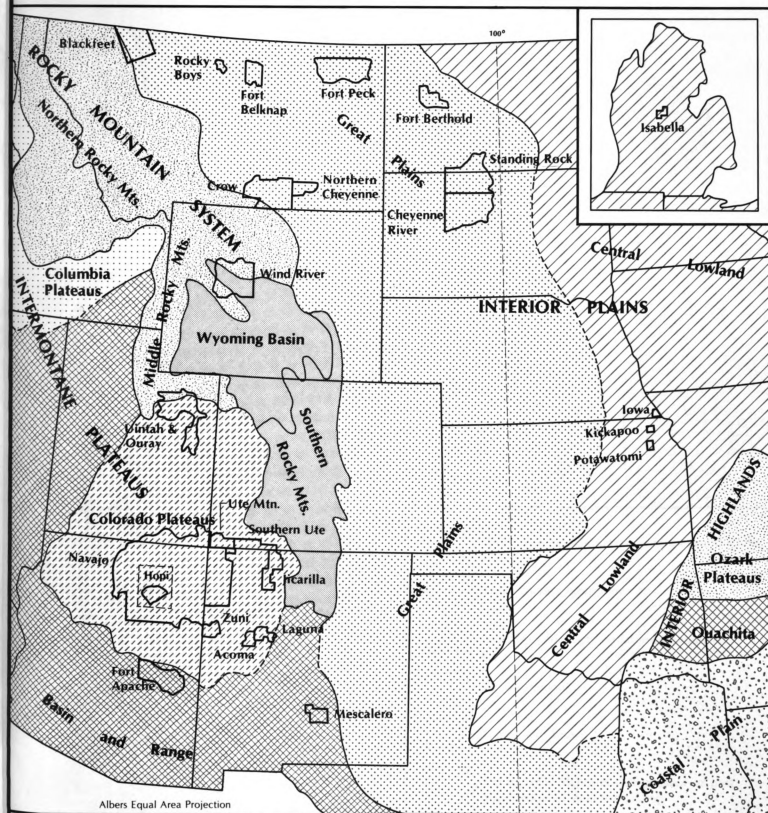 Blackfeet
Rocky
Boys
Fort
Belknap
Fort Peck
100°
Fort Berthold
Isabella
ROCKY MOUNTAIN SYSTEM
Northern Rocky Mts.
Great Plains
Standing Rock
Crow
Northern
Cheyenne
Cheyenne
River
Columbia
Plateaus
Middle Rocky Mts.
Wind River
Central Lowland
INTERIOR PLAINS
INTERMONTANE PLATEAUS
Wyoming Basin
Uintah &
Ouray
Southern
Rocky Mts.
Iowa
Kickapoo
Potawatomi
Colorado Plateaus
Ute Mtn.
Southern Ute
Navajo
Hopi
Jicarilla
Great Plains
Central Lowland
INTERIOR HIGHLANDS
Ozark
Plateaus
Ouachita
Zuni
Laguna
Acoma
Fort
Apache
Mescalero
Basin and Range
Coastal Plain
Albers Equal Area Projection